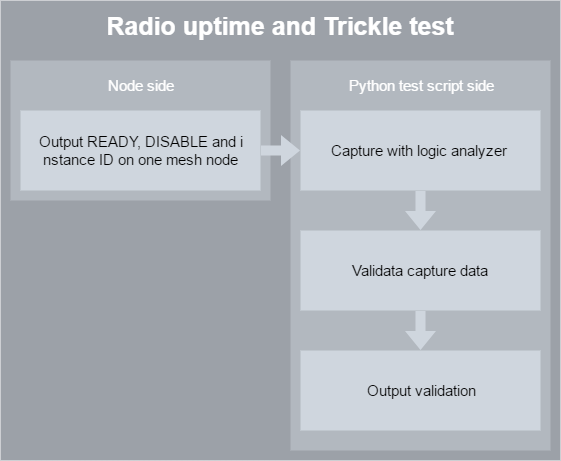 Radio uptime and Trickle test
Node side
Output READY, DISABLE and i
nstance ID on one mesh node
Python test script side
Capture with logic analyzer
Validata capture data
Output validation